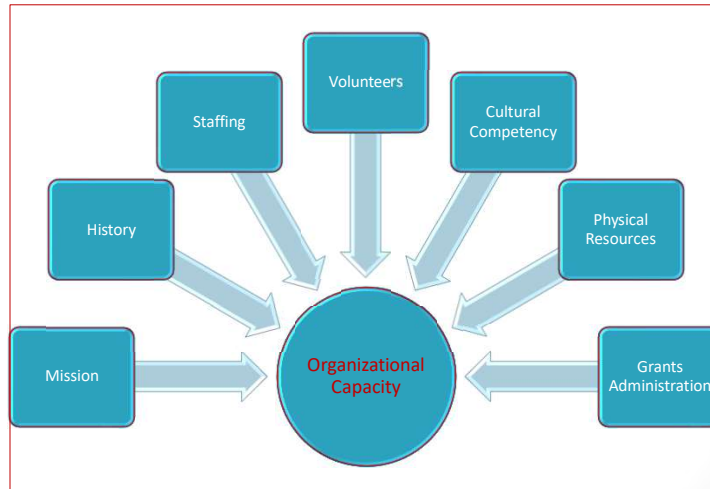 Volunteers
Staffing
Cultural
Competency
History
Physical
Resources
Mission
Organizational
Capacity
Grants
Administration